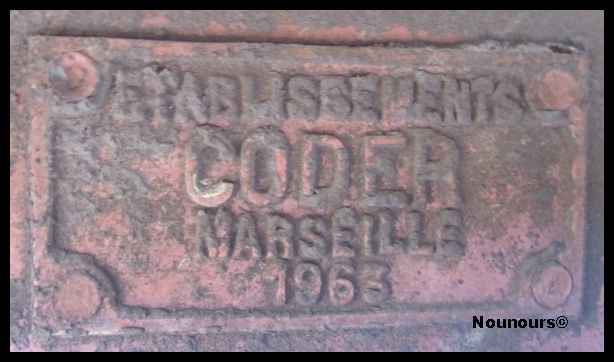 ETABLISSEMENTS
CODER
MARSEILLE
1963
Nounours©